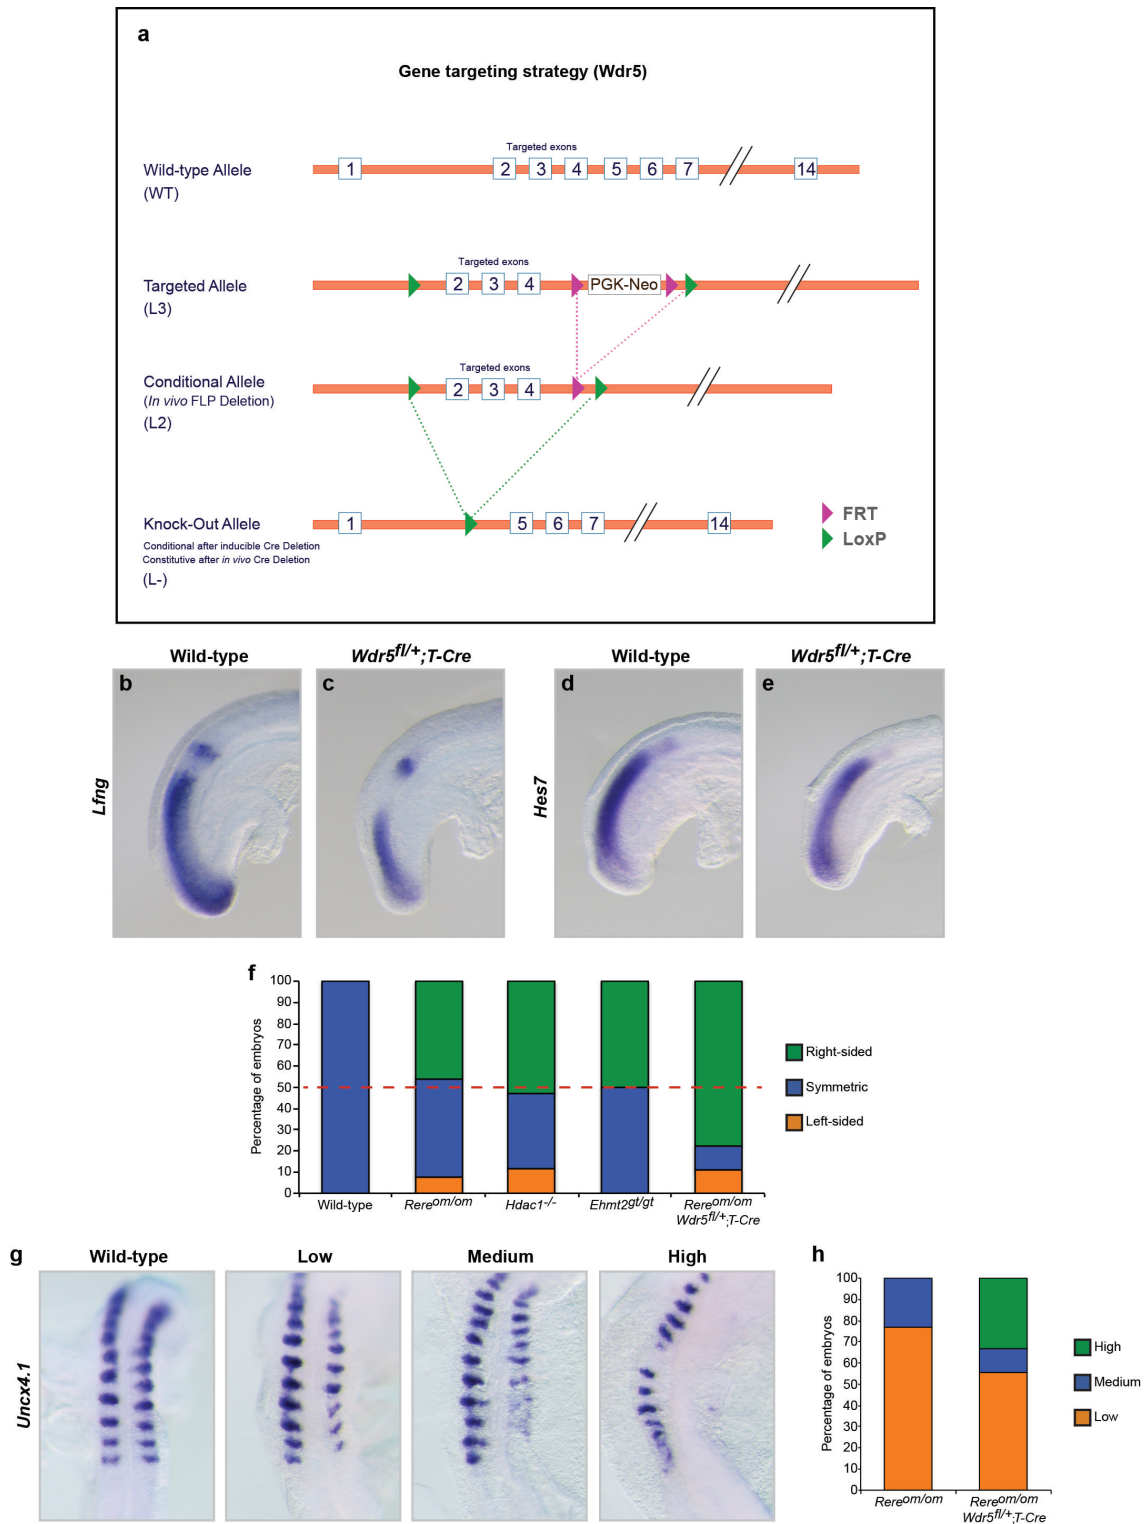 a
Gene targeting strategy (Wdr5)
Targeted exons
Wild-type Allele
(WT)
1 2 3 4 5 6 7 14
Targeted exons
Targeted Allele
(L3)
2 3 4 PGK-Neo
Targeted exons
Conditional Allele
(In vivo FLP Deletion)
(L2)
2 3 4
Knock-Out Allele
1 5 6 7 14
Conditional after inducible Cre Deletion
Constitutive after in vivo Cre Deletion
(L-)
FRT
LoxP
Wild-type
Wdr5fl/+;T-Cre
Wild-type
Wdr5fl/+;T-Cre
b
c
d
e
Lfng
Hes7
f
Percentage of embryos
100
90
80
70
60
50
40
30
20
10
0
Wild-type
Rereom/om
Hdac1-/-
Ehmt2gt/gt
Rereom/om
Wdr5fl/+;T-Cre
Right-sided
Symmetric
Left-sided
g
Wild-type
Low
Medium
High
Uncx4.1
h
Percentage of embryos
100
90
80
70
60
50
40
30
20
10
0
Rereom/om
Rereom/om
Wdr5fl/+;T-Cre
High
Medium
Low